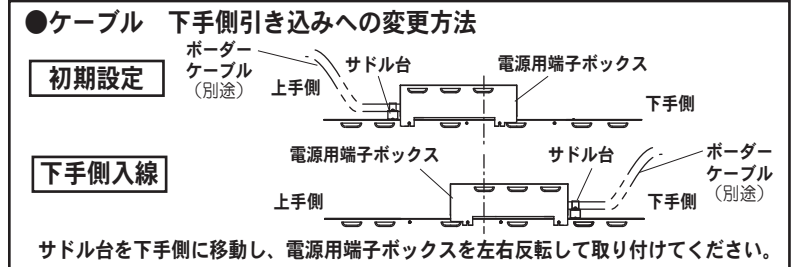 ●ケーブル　下手側引き込みへの変更方法
初期設定
ボーダー
ケーブル
（別途）
上手側
サドル台
電源用端子ボックス
下手側
下手側入線
電源用端子ボックス
サドル台
ボーダー
ケーブル
（別途）
上手側
下手側
サドル台を下手側に移動し、電源用端子ボックスを左右反転して取り付けてください。